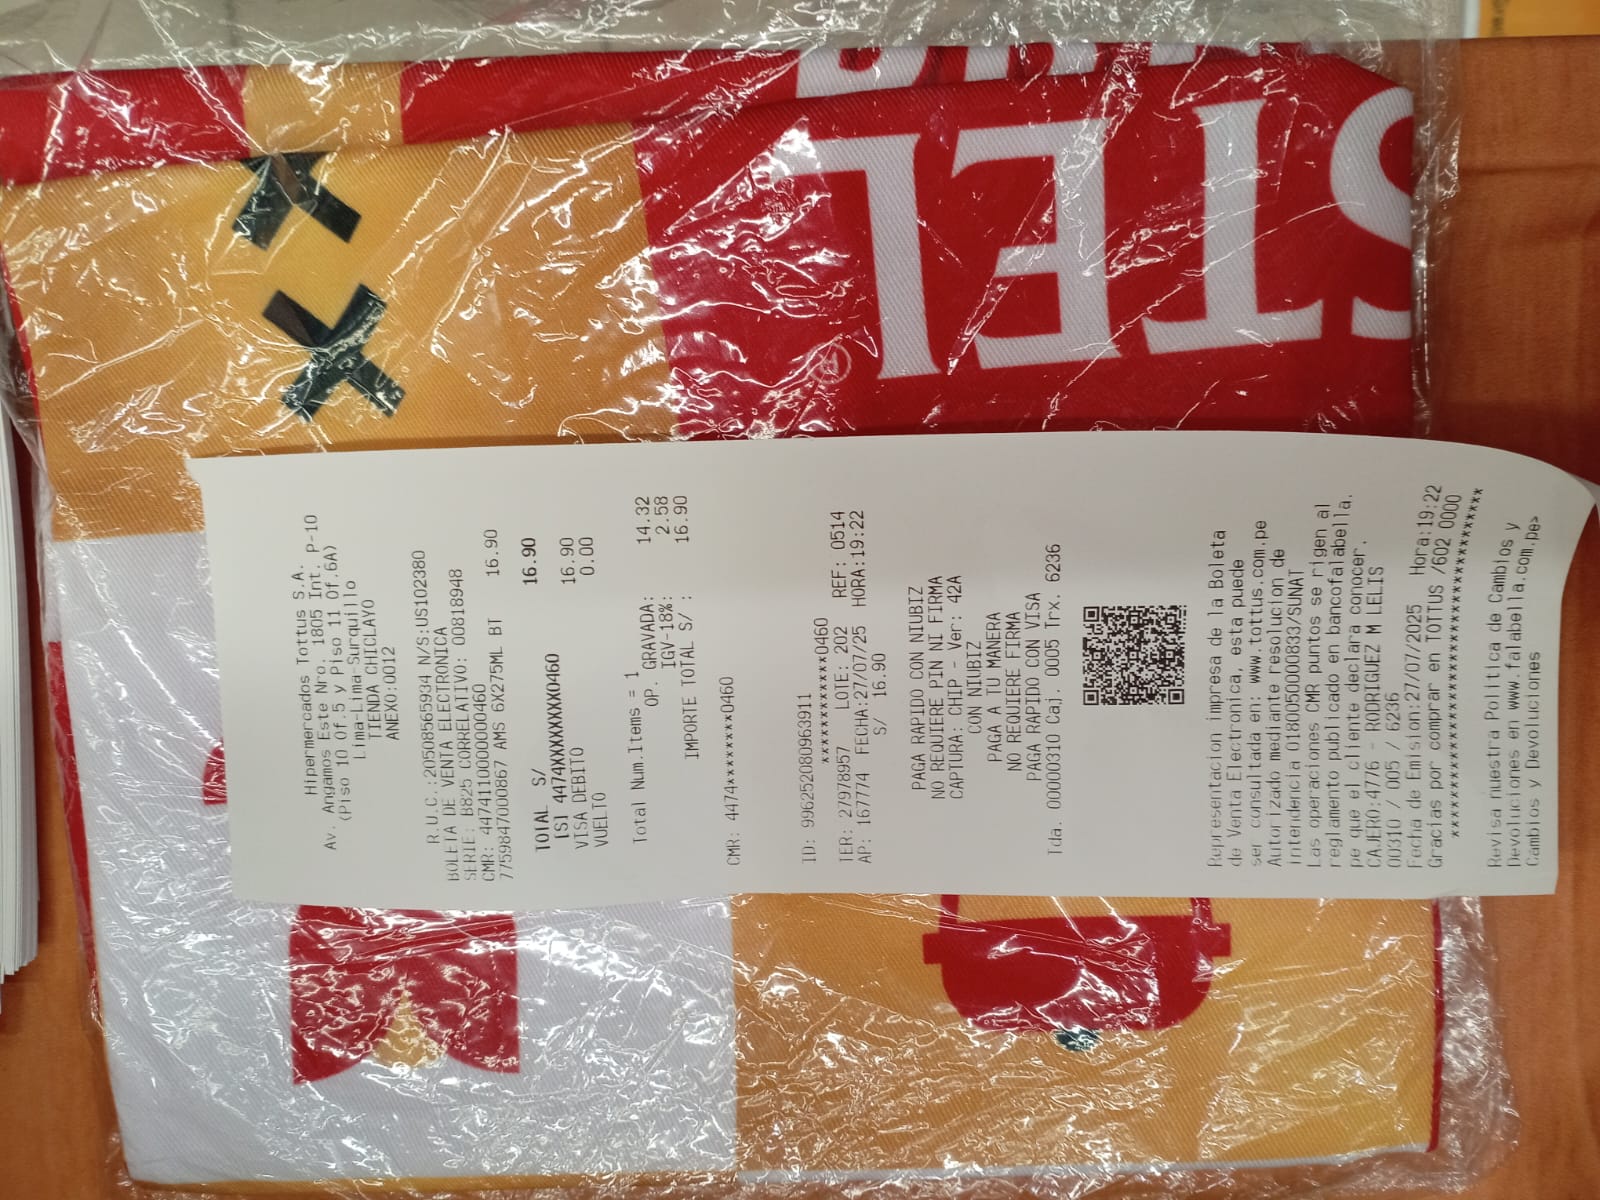 STEL
®
Hipermercados Tottus S.A.
Av. Angamos Este Nro. 1805 Int. P-10
(Piso 10 Of.5 y Piso 11 Of.6A)
Lima-Lima-Surquillo
TIENDA CHICLAYO
ANEXO:0012
R.U.C.:20508565934 N/S:US102380
BOLETA DE VENTA ELECTRONICA
SERIE: B825 CORRELATIVO: 00818948
CMR: 4474110000000460
7759847000867 AMS 6X275ML BT 16.90
TOTAL S/ 16.90
[S] 4474XXXXXXXX0460
VISA DEBITO 16.90
VUELTO 0.00
Total Num.Items = 1
OP. GRAVADA: 14.32
IGV-18%: 2.58
IMPORTE TOTAL S/ : 16.90
CMR: 4474********0460
ID: 996252080963911
************0460
TER: 27978957 LOTE: 202 REF: 0514
AP: 167774 FECHA:27/07/25 HORA:19:22
S/ 16.90
PAGA RAPIDO CON NIUBIZ
NO REQUIERE PIN NI FIRMA
CAPTURA: CHIP - Ver: 42A
CON NIUBIZ
PAGA A TU MANERA
NO REQUIERE FIRMA
PAGA RAPIDO CON VISA
Tda. 00000310 Caj. 0005 Trx. 6236
Representacion impresa de la Boleta
de Venta Electronica, esta puede
ser consultada en: www.tottus.com.pe
Autorizado mediante resolucion de
Intendencia 0180050000833/SUNAT
Las operaciones CMR puntos se rigen al
reglamento publicado en bancofalabella.
pe que el cliente declara conocer.
CAJERO:4776 - RODRIGUEZ M LELIS
00310 / 005 / 6236
Fecha de Emision:27/07/2025 Hora:19:22
Gracias por comprar en TOTTUS /7602 0000
****************************************
Revisa nuestra Politica de Cambios y
Devoluciones en www.falabella.com.pe>
Cambios y Devoluciones